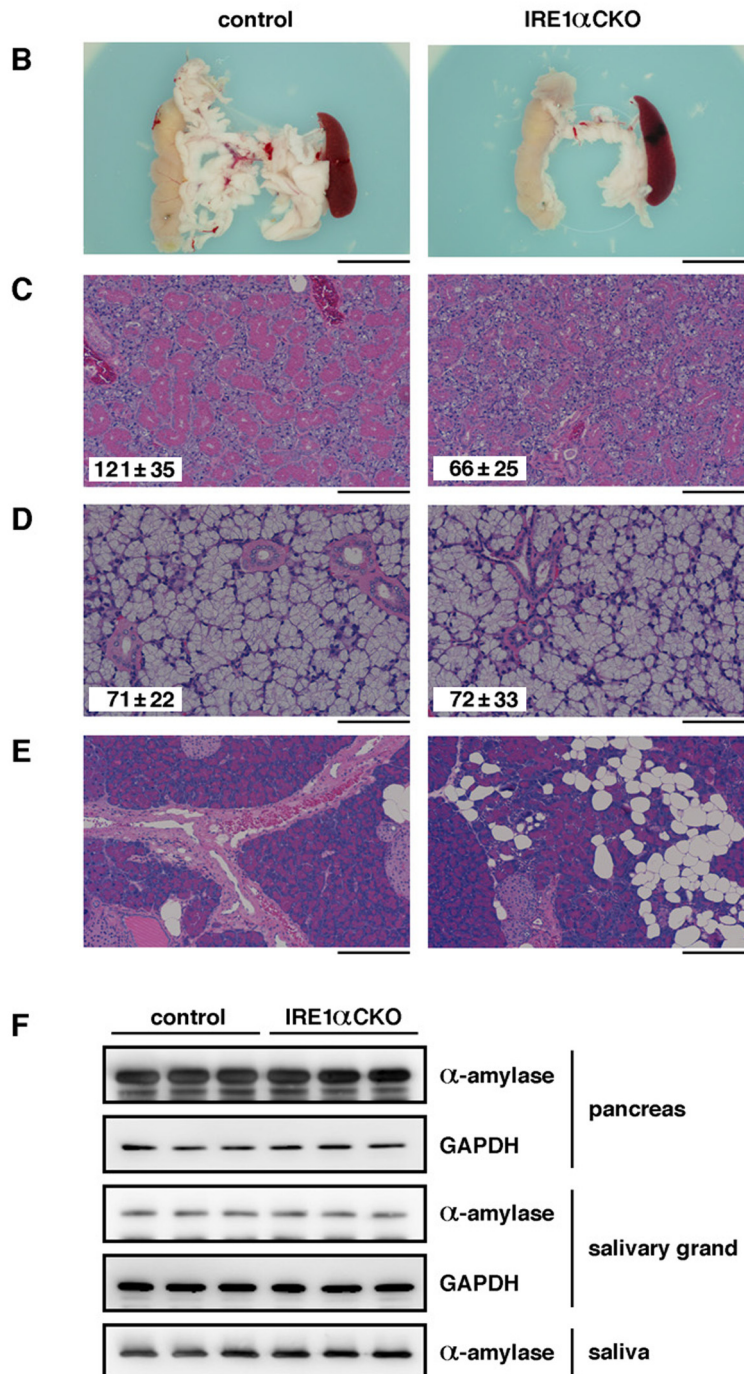 control IRE1αCKO
B
C
121±35 66±25
D
71±22 72±33
E
F
control IRE1αCKO
α-amylase
pancreas
GAPDH
α-amylase
salivary grand
GAPDH
α-amylase saliva